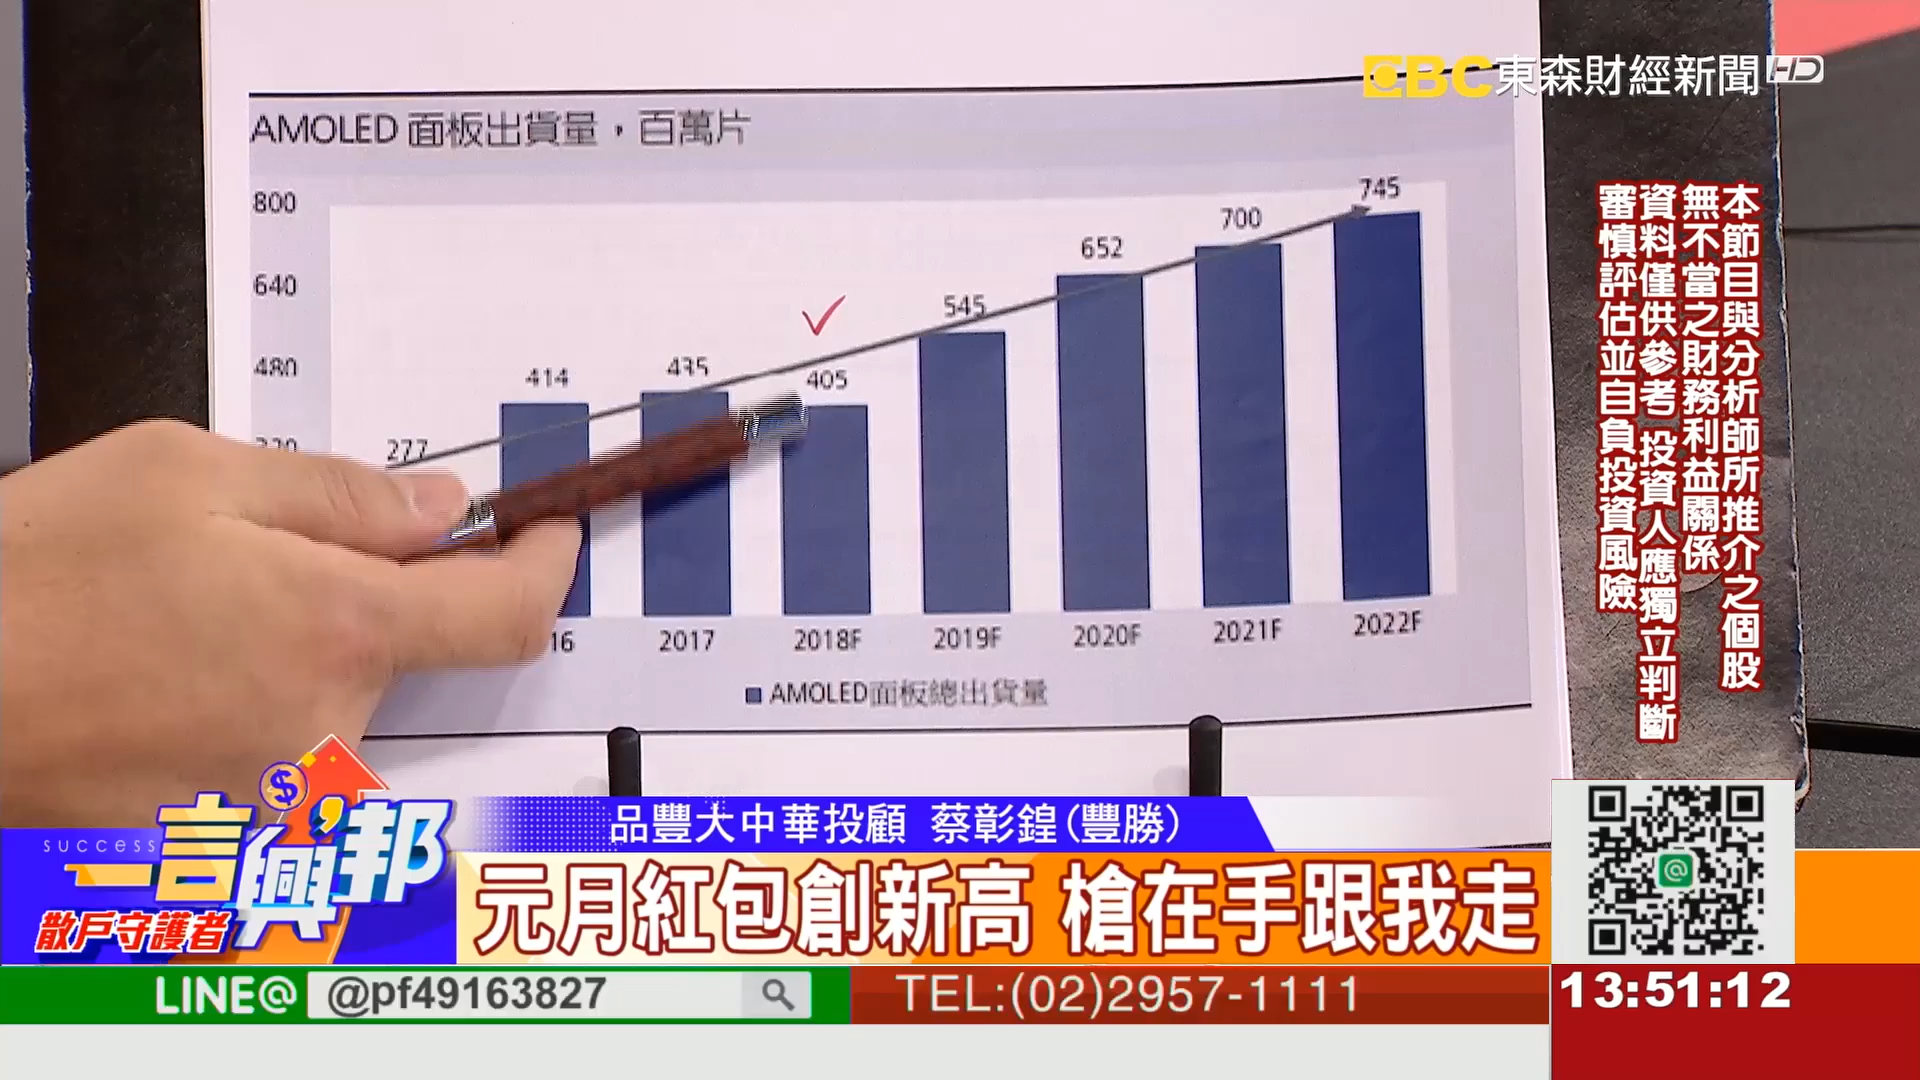 EBC 東森財經新聞 HD
AMOLED 面板出貨量，百萬片
800
640
480
277
414
435
405
545
652
700
745
16
2017
2018F
2019F
2020F
2021F
2022F
AMOLED面板總出貨量
本節目與分析師所推介之個股
無不當之財務利益關係
資料僅供參考 投資人應獨立判斷
審慎評估並自負投資風險
success
一言興邦
散戶守護者
品豐大中華投顧 蔡彰鍠(豐勝)
元月紅包創新高 槍在手跟我走
LINE@ @pf49163827
TEL:(02)2957-1111
13:51:12